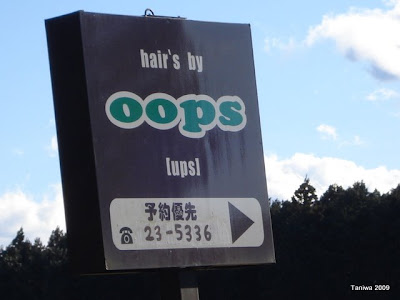 hair's by
oops
[ups]
予約優先
☎ 23-5336
Taniwa 2009